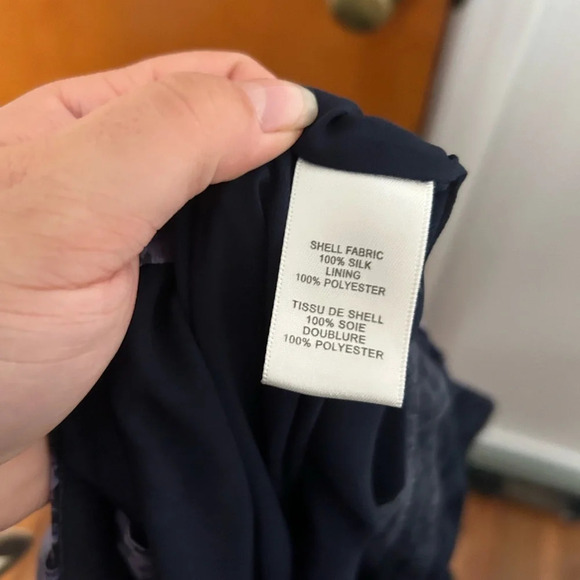 SHELL FABRIC
100% SILK
LINING
100% POLYESTER
TISSU DE SHELL
100% SOIE
DOUBLURE
100% POLYESTER